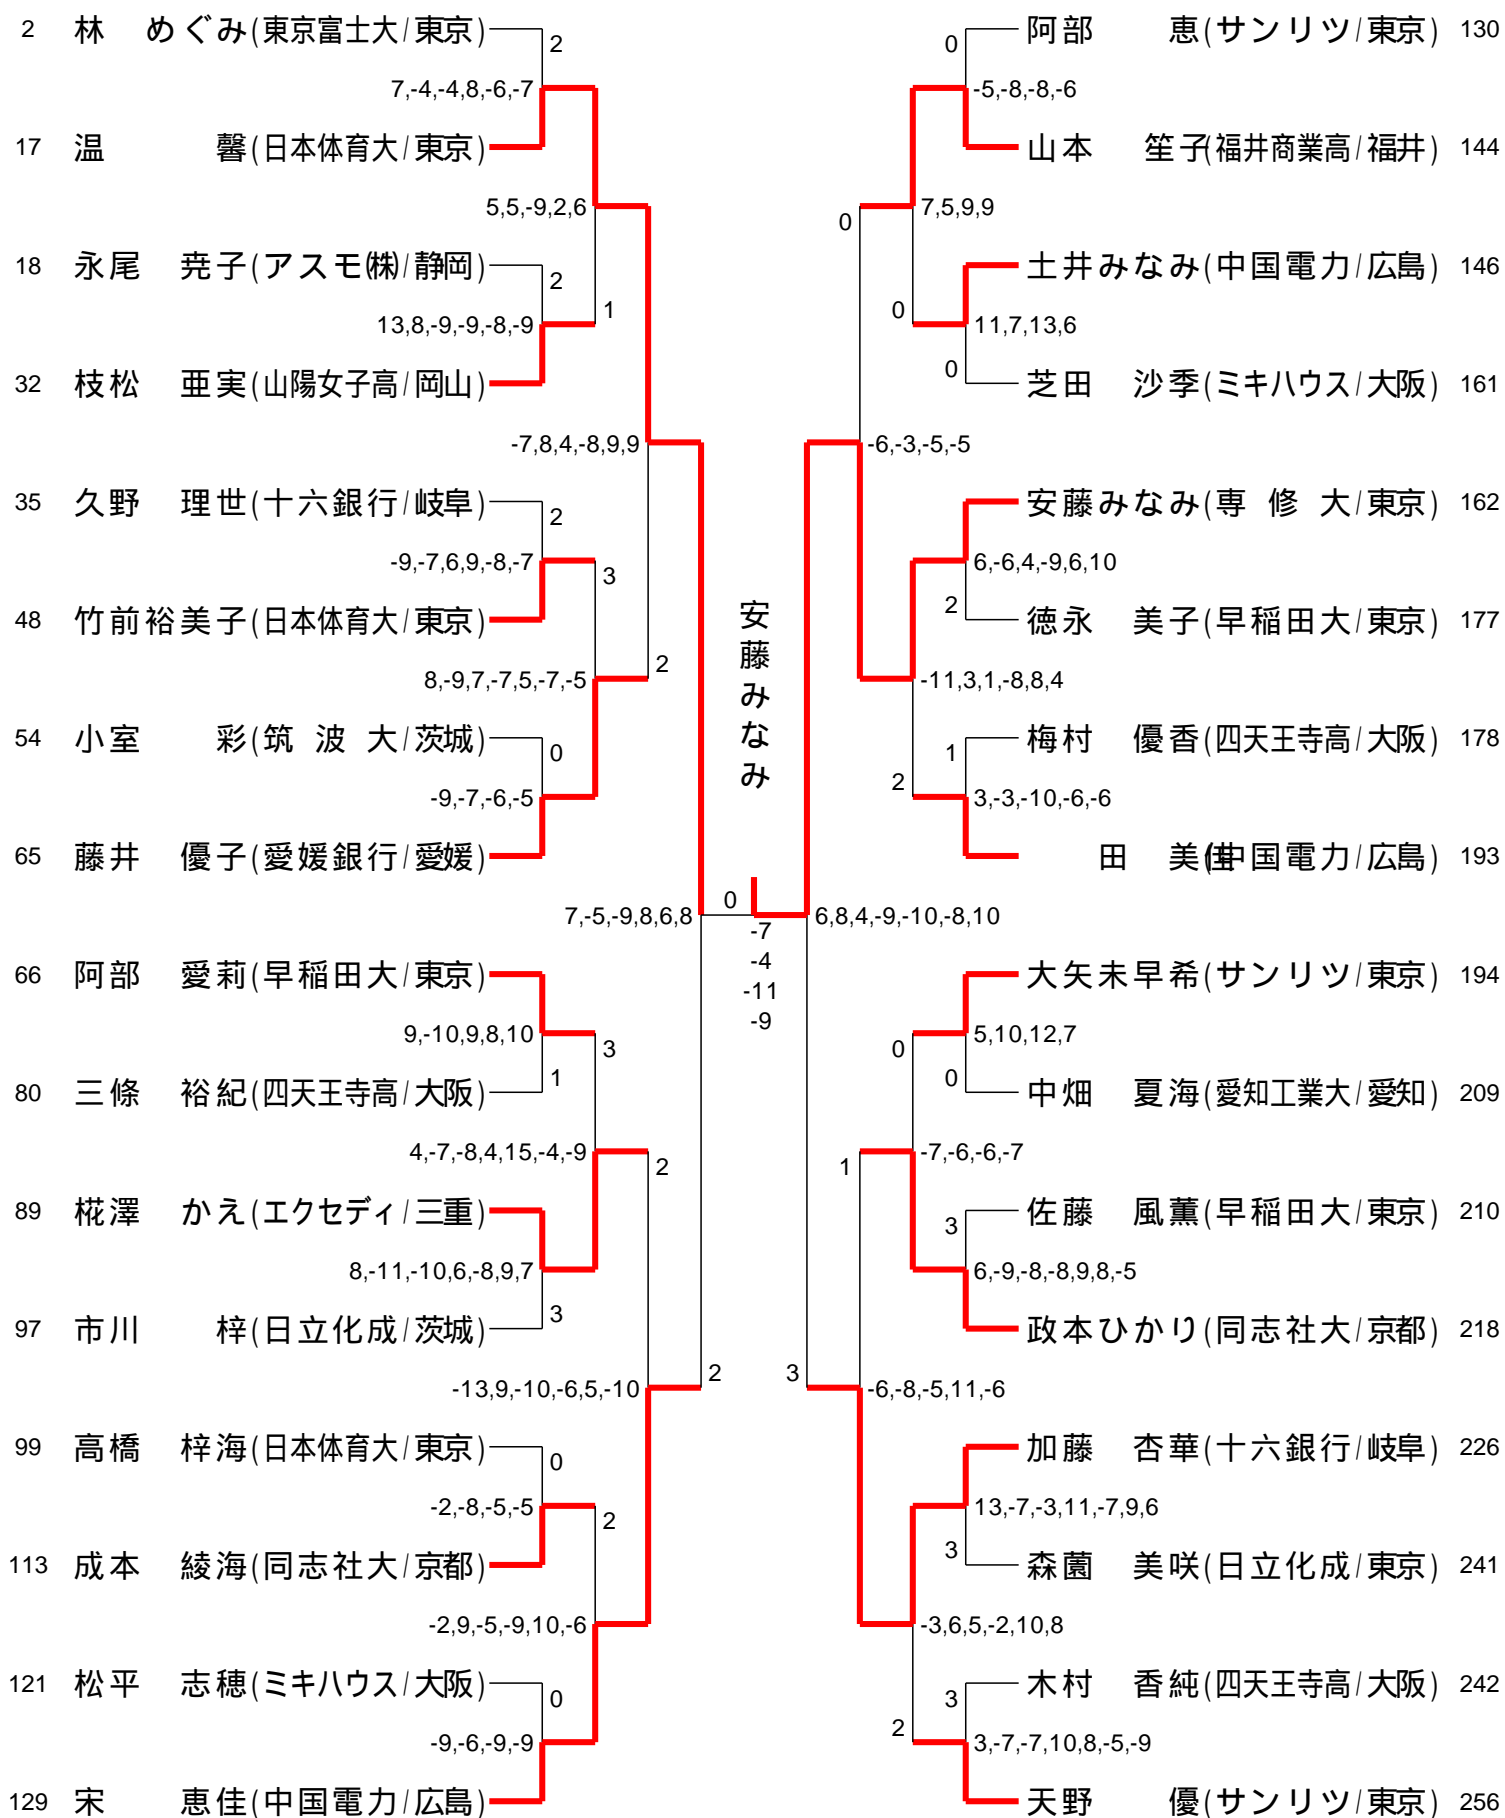 2 林 めぐみ(東京富士大/東京)
2
7,-4,-4,8,-6,-7
17 温 馨(日本体育大/東京)
5,5,-9,2,6
18 永尾 尭子(アスモ㈱/静岡)
2
1
13,8,-9,-9,-8,-9
32 枝松 亜実(山陽女子高/岡山)
-7,8,4,-8,9,9
35 久野 理世(十六銀行/岐阜)
2
-9,-7,6,9,-8,-7
3
48 竹前裕美子(日本体育大/東京)
2
8,-9,7,-7,5,-7,-5
54 小室 彩(筑波大/茨城)
0
-9,-7,-6,-5
65 藤井 優子(愛媛銀行/愛媛)
7,-5,-9,8,6,8
66 阿部 愛莉(早稲田大/東京)
9,-10,9,8,10
3
1
80 三條 裕紀(四天王寺高/大阪)
4,-7,-8,4,15,-4,-9
2
89 椛澤 かえ(エクセディ/三重)
8,-11,-10,6,-8,9,7
3
97 市川 梓(日立化成/茨城)
2
-13,9,-10,-6,5,-10
99 高橋 梓海(日本体育大/東京)
0
-2,-8,-5,-5
2
113 成本 綾海(同志社大/京都)
-2,9,-5,-9,10,-6
121 松平 志穂(ミキハウス/大阪)
0
-9,-6,-9,-9
129 宋 恵佳(中国電力/広島)
安藤みなみ
0
-7
-4
-11
-9
阿部 恵(サンリツ/東京) 130
0
-5,-8,-8,-6
山本 笙子(福井商業高/福井) 144
7,5,9,9
0
土井みなみ(中国電力/広島) 146
0
11,7,13,6
0
芝田 沙季(ミキハウス/大阪) 161
-6,-3,-5,-5
安藤みなみ(専修大/東京) 162
6,-6,4,-9,6,10
2
徳永 美子(早稲田大/東京) 177
-11,3,1,-8,8,4
梅村 優香(四天王寺高/大阪) 178
1
2
3,-3,-10,-6,-6
田 美佳(中国電力/広島) 193
6,8,4,-9,-10,-8,10
大矢未早希(サンリツ/東京) 194
5,10,12,7
0
0
中畑 夏海(愛知工業大/愛知) 209
-7,-6,-6,-7
1
佐藤 風薫(早稲田大/東京) 210
3
6,-9,-8,-8,9,8,-5
政本ひかり(同志社大/京都) 218
3
-6,-8,-5,11,-6
加藤 杏華(十六銀行/岐阜) 226
13,-7,-3,11,-7,9,6
3
森薗 美咲(日立化成/東京) 241
-3,6,5,-2,10,8
木村 香純(四天王寺高/大阪) 242
3
2
3,-7,-7,10,8,-5,-9
天野 優(サンリツ/東京) 256